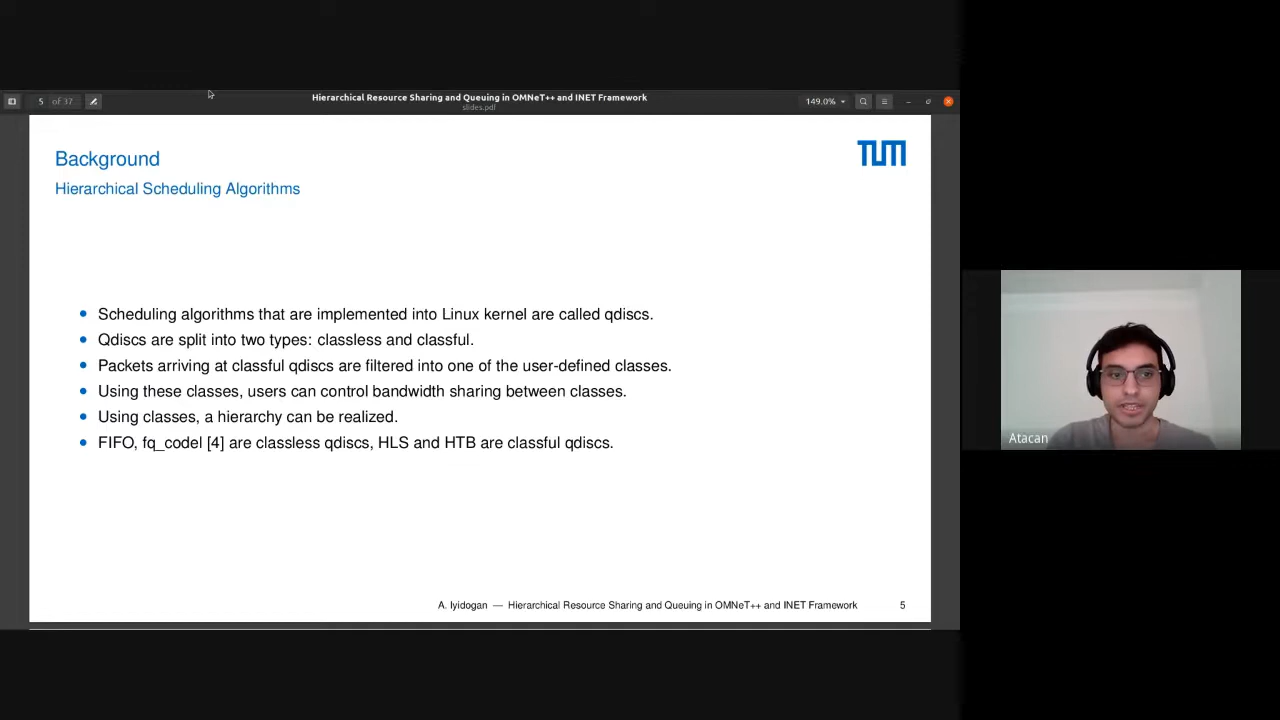 5 of 37
Hierarchical Resource Sharing and Queuing in OMNeT++ and INET Framework
slides.pdf
149.0%
Background
TUM
Hierarchical Scheduling Algorithms
• Scheduling algorithms that are implemented into Linux kernel are called qdiscs.
• Qdiscs are split into two types: classless and classful.
• Packets arriving at classful qdiscs are filtered into one of the user-defined classes.
• Using these classes, users can control bandwidth sharing between classes.
• Using classes, a hierarchy can be realized.
• FIFO, fq_codel [4] are classless qdiscs, HLS and HTB are classful qdiscs.
A. Iyidogan — Hierarchical Resource Sharing and Queuing in OMNeT++ and INET Framework 5
Atacan